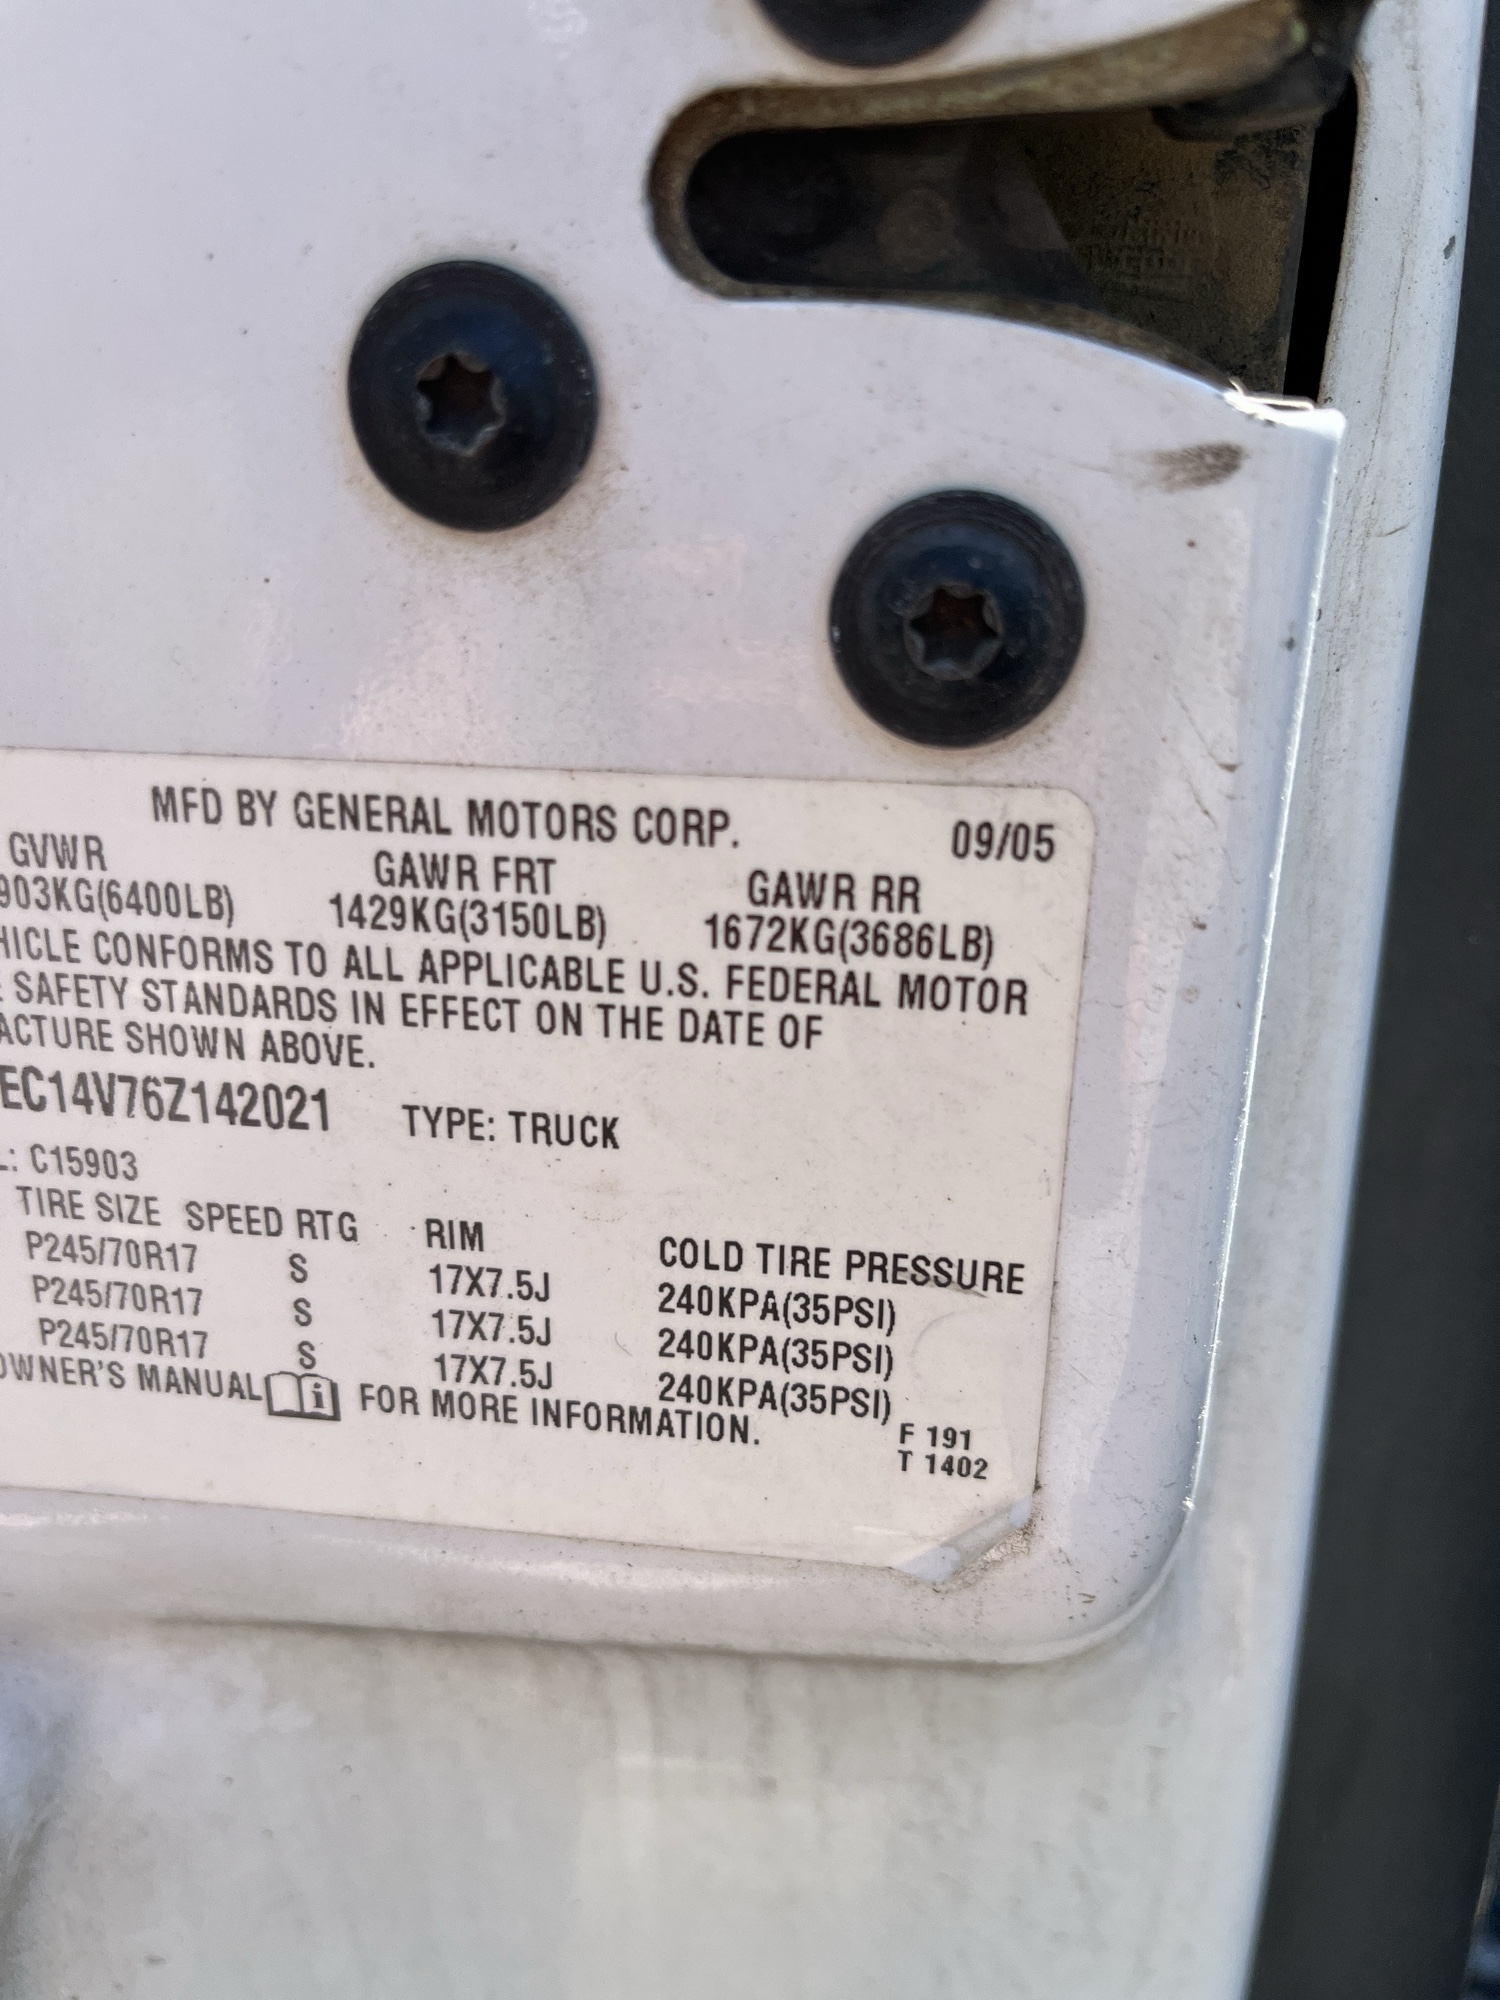 MFD BY GENERAL MOTORS CORP. 09/05
GVWR GAWR FRT GAWR RR
903KG(6400LB) 1429KG(3150LB) 1672KG(3686LB)
HICLE CONFORMS TO ALL APPLICABLE U.S. FEDERAL MOTOR
SAFETY STANDARDS IN EFFECT ON THE DATE OF
ACTURE SHOWN ABOVE.
EC14V76Z142021 TYPE: TRUCK
L: C15903
TIRE SIZE SPEED RTG RIM COLD TIRE PRESSURE
P245/70R17 S 17X7.5J 240KPA(35PSI)
P245/70R17 S 17X7.5J 240KPA(35PSI)
P245/70R17 S 17X7.5J 240KPA(35PSI)
OWNER'S MANUAL FOR MORE INFORMATION.
F 191
T 1402